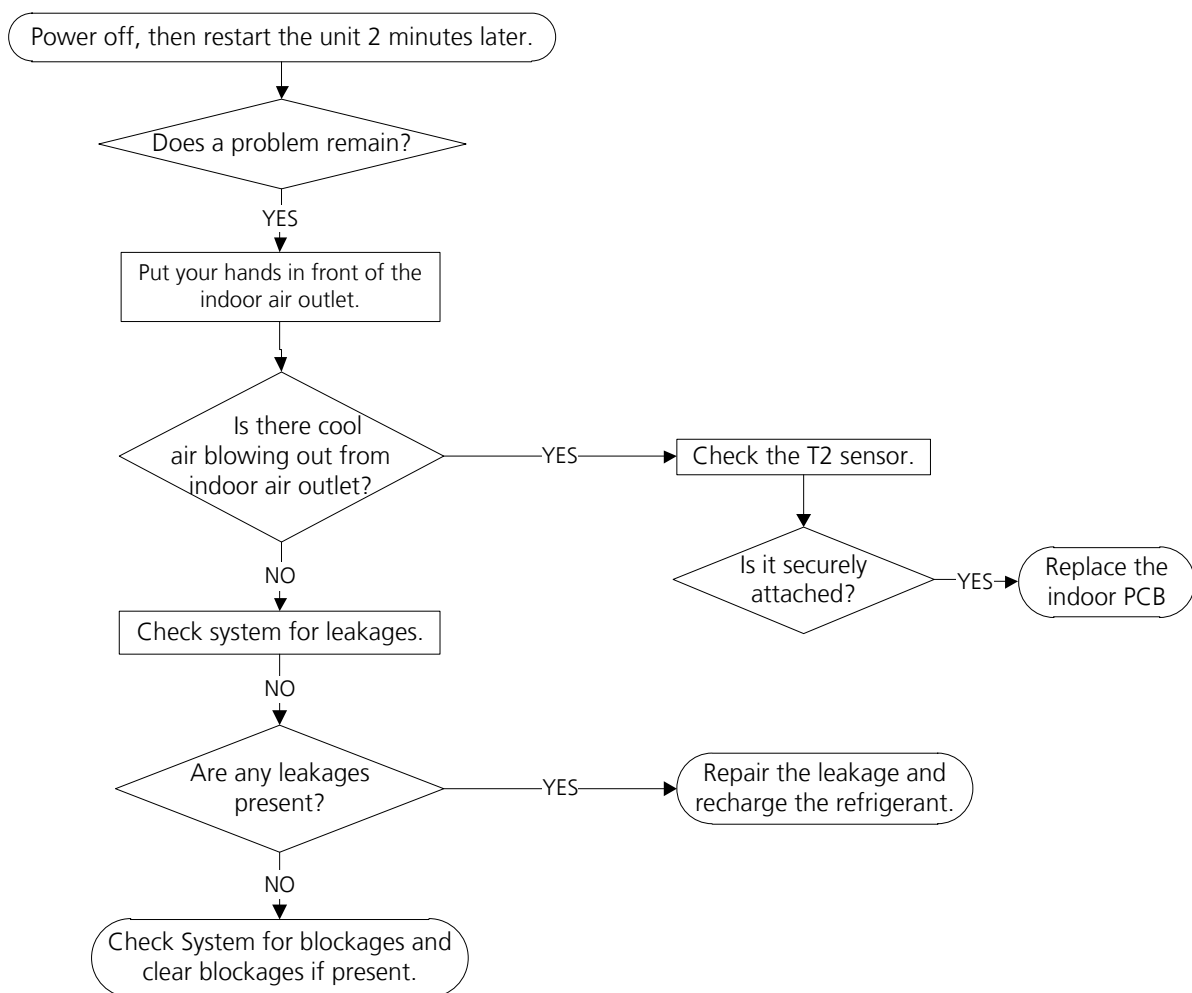 Power off, then restart the unit 2 minutes later.
Does a problem remain?
YES
Put your hands in front of the
indoor air outlet.
Is there cool
air blowing out from
indoor air outlet?
YES
Check the T2 sensor.
Is it securely
attached?
YES
Replace the
indoor PCB
NO
Check system for leakages.
NO
Are any leakages
present?
YES
Repair the leakage and
recharge the refrigerant.
NO
Check System for blockages and
clear blockages if present.